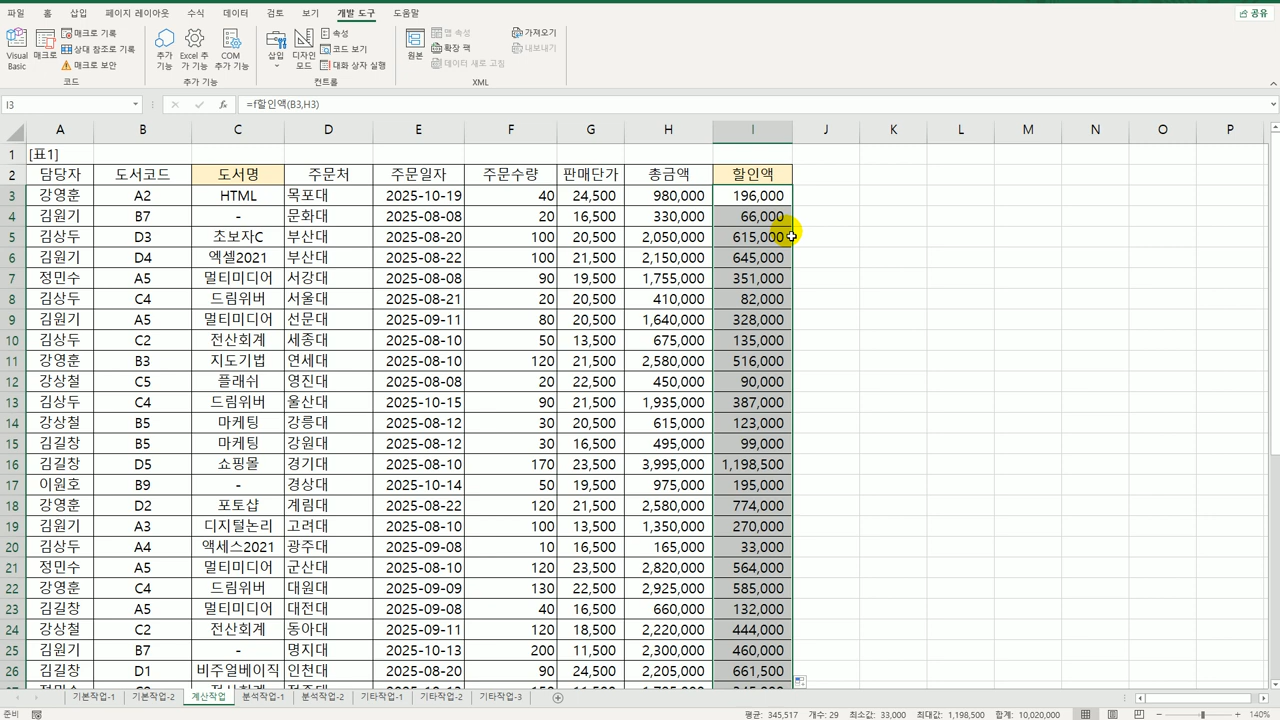 파일 홈 삽입 페이지 레이아웃 수식 데이터 검토 보기 개발 도구 도움말 공유
Visual Basic 매크로 매크로 기록 상대 참조로 기록 매크로 보안 추가 기능 Excel 추가 기능 COM 추가 기능 삽입 디자인 모드 속성 코드 보기 대화 상자 실행 원본 맵 속성 확장 팩 데이터 새로 고침 가져오기 내보내기
코드 추가 기능 컨트롤 XML
I3 fx =f할인액(B3,H3)
A B C D E F G H I J K L M N O P
1 [표1]
2 담당자 도서코드 도서명 주문처 주문일자 주문수량 판매단가 총금액 할인액
3 강영훈 A2 HTML 목포대 2025-10-19 40 24,500 980,000 196,000
4 김원기 B7 - 문화대 2025-08-08 20 16,500 330,000 66,000
5 김상두 D3 초보자C 부산대 2025-08-20 100 20,500 2,050,000 615,000
6 김원기 D4 엑셀2021 부산대 2025-08-22 100 21,500 2,150,000 645,000
7 정민수 A5 멀티미디어 서강대 2025-08-08 90 19,500 1,755,000 351,000
8 김상두 C4 드림위버 서울대 2025-08-21 20 20,500 410,000 82,000
9 김원기 A5 멀티미디어 선문대 2025-09-11 80 20,500 1,640,000 328,000
10 김상두 C2 전산회계 세종대 2025-08-10 50 13,500 675,000 135,000
11 강영훈 B3 지도기법 연세대 2025-08-10 120 21,500 2,580,000 516,000
12 강상철 C5 플래쉬 영진대 2025-08-08 20 22,500 450,000 90,000
13 김상두 C4 드림위버 울산대 2025-10-15 90 21,500 1,935,000 387,000
14 강상철 B5 마케팅 강릉대 2025-08-12 30 20,500 615,000 123,000
15 김길창 B5 마케팅 강원대 2025-08-12 30 16,500 495,000 99,000
16 김길창 D5 쇼핑몰 경기대 2025-08-10 170 23,500 3,995,000 1,198,500
17 이원호 B9 - 경상대 2025-10-14 50 19,500 975,000 195,000
18 강영훈 D2 포토샵 계림대 2025-08-22 120 21,500 2,580,000 774,000
19 김원기 A3 디지털논리 고려대 2025-08-10 100 13,500 1,350,000 270,000
20 김상두 A4 액세스2021 광주대 2025-09-08 10 16,500 165,000 33,000
21 정민수 A5 멀티미디어 군산대 2025-08-10 120 23,500 2,820,000 564,000
22 강영훈 C4 드림위버 대원대 2025-09-09 130 22,500 2,925,000 585,000
23 김길창 A5 멀티미디어 대전대 2025-09-08 40 16,500 660,000 132,000
24 강상철 C2 전산회계 동아대 2025-09-11 120 18,500 2,220,000 444,000
25 김원기 B7 - 명지대 2025-10-13 200 11,500 2,300,000 460,000
26 김길창 D1 비주얼베이직 인천대 2025-08-20 90 24,500 2,205,000 661,500
기본작업-1 기본작업-2 계산작업 분석작업-1 분석작업-2 기타작업-1 기타작업-2 기타작업-3
준비 평균: 345,517 개수: 29 최소값: 33,000 최대값: 1,198,500 합계: 10,020,000 140%